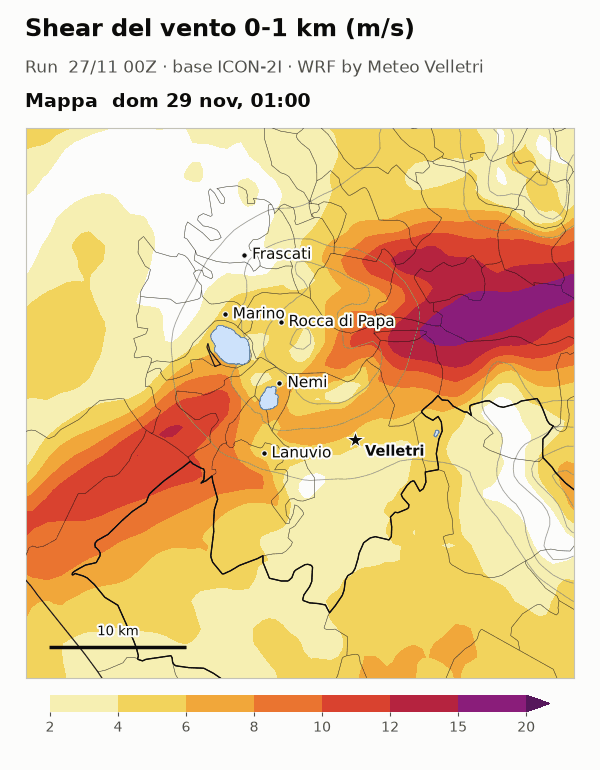 Shear del vento 0-1 km (m/s)
Run  27/11 00Z · base ICON-2I · WRF by Meteo Velletri
Mappa  dom 29 nov, 01:00
Frascati
Marino
Rocca di Papa
Nemi
Velletri
Lanuvio
10 km
2 4 6 8 10 12 15 20